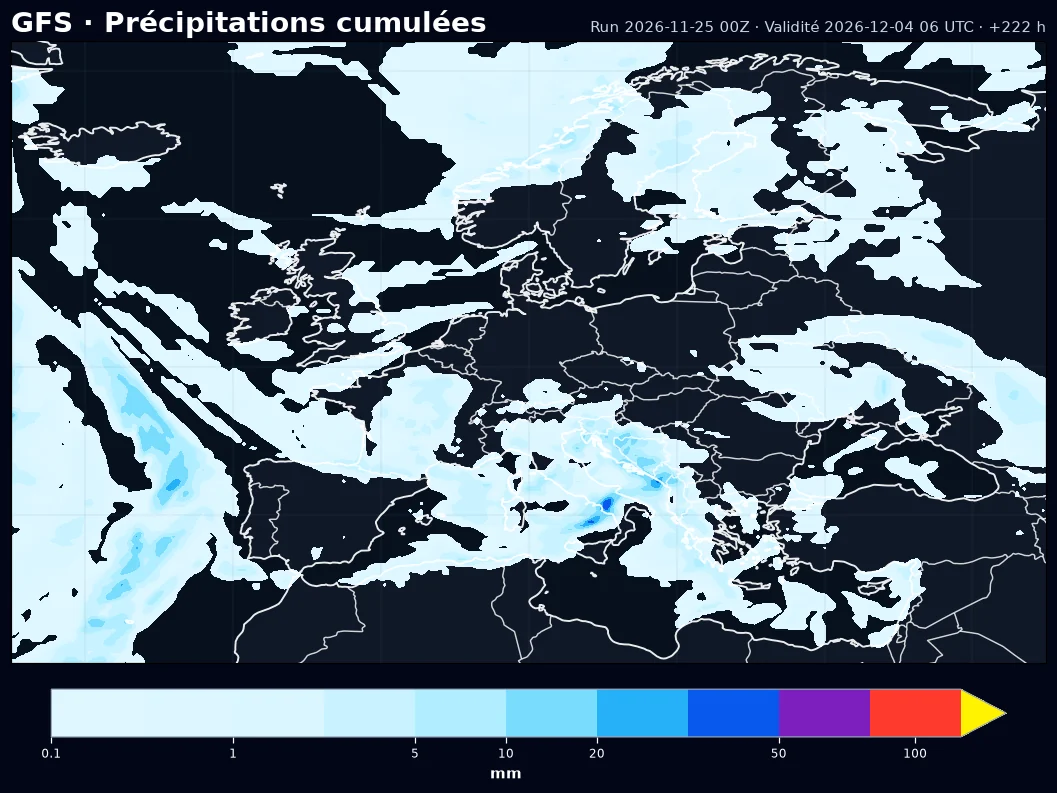 GFS · Précipitations cumulées
Run 2026-11-25 00Z · Validité 2026-12-04 06 UTC · +222 h
0.1 1 5 10 20 50 100
mm